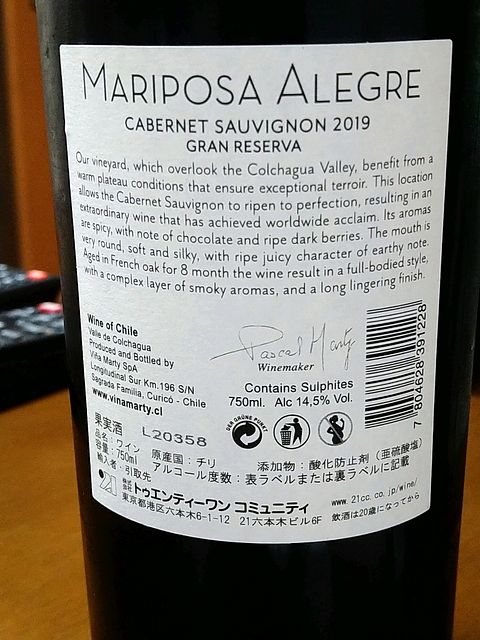 MARIPOSA ALEGRE
CABERNET SAUVIGNON 2019
GRAN RESERVA
Our vineyard, which overlook the Colchagua Valley, benefit from a
warm plateau conditions that ensure exceptional terroir. This location
allows the Cabernet Sauvignon to ripen to perfection, resulting in an
extraordinary wine that has achieved worldwide acclaim. Its aromas
are spicy, with note of chocolate and ripe dark berries. The mouth is
very round, soft and silky, with ripe juicy character of earthy note.
Aged in French oak for 8 month the wine result in a full-bodied style,
with a complex layer of smoky aromas, and a long lingering finish.
Wine of Chile
Valle de Colchagua
Produced and Bottled by
Viña Marty SpA
Longitudinal Sur Km.196 S/N
Sagrada Familia, Curicó - Chile
www.vinamarty.cl
Pascal Marty
Winemaker
Contains Sulphites
750ml. Alc 14,5% Vol.
DER GRÜNE PUNKT
7 804628 391228
L20358
果実酒
品名：ワイン
容量：750ml
輸入者：引取先
原産国：チリ
添加物：酸化防止剤（亜硫酸塩）
アルコール度数：表ラベルまたは裏ラベルに記載
21
株式会社 トゥエンティーワン コミュニティ
東京都港区六本木6-1-12 21六本木ビル6F
www.21cc.co.jp/wine/
飲酒は20歳になってから